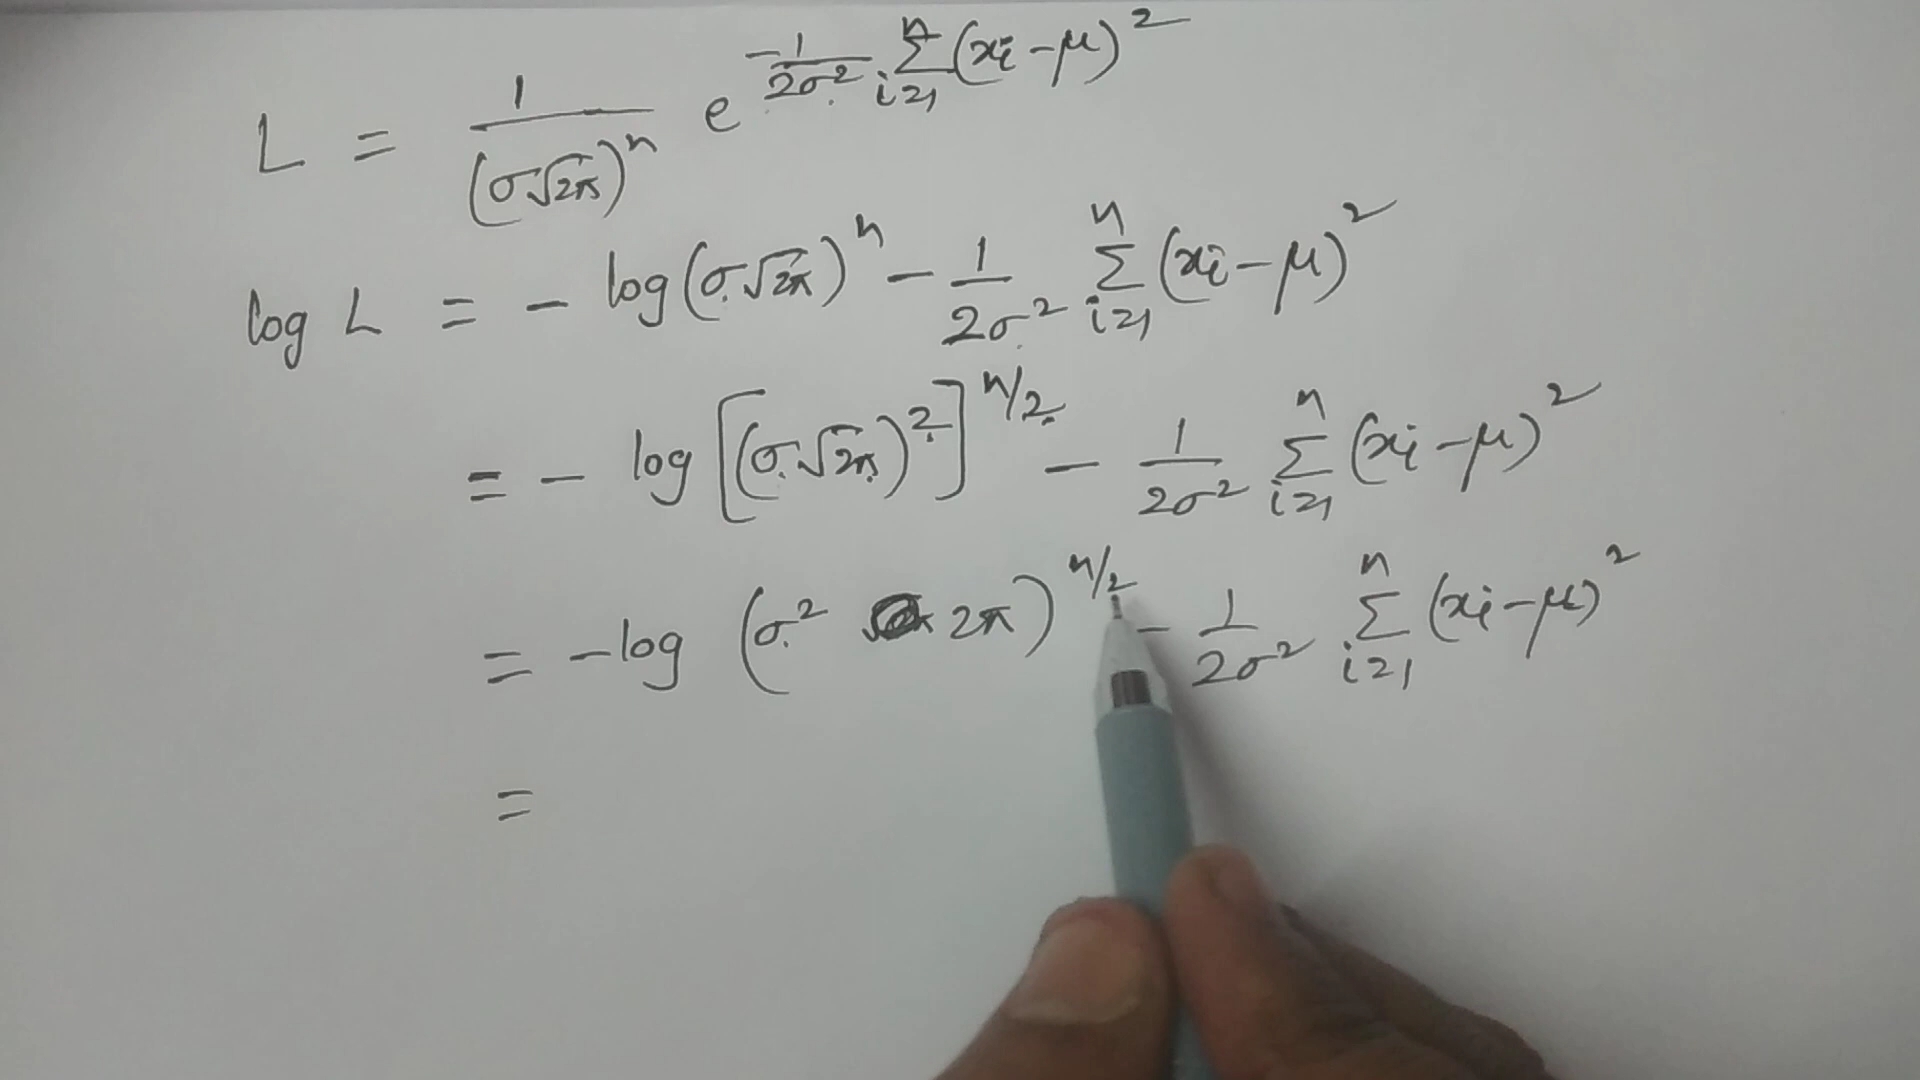 L = 1/(σ√2π)^n e^(-1/2σ² Σ_{i=1}^n (xi-μ)²)
log L = - log(σ√2π)^n - 1/2σ² Σ_{i=1}^n (xi-μ)²
= - log [(σ√2π)²]^n/2 - 1/2σ² Σ_{i=1}^n (xi-μ)²
= - log (σ² 2π)^n/2 - 1/2σ² Σ_{i=1}^n (xi-μ)²
=